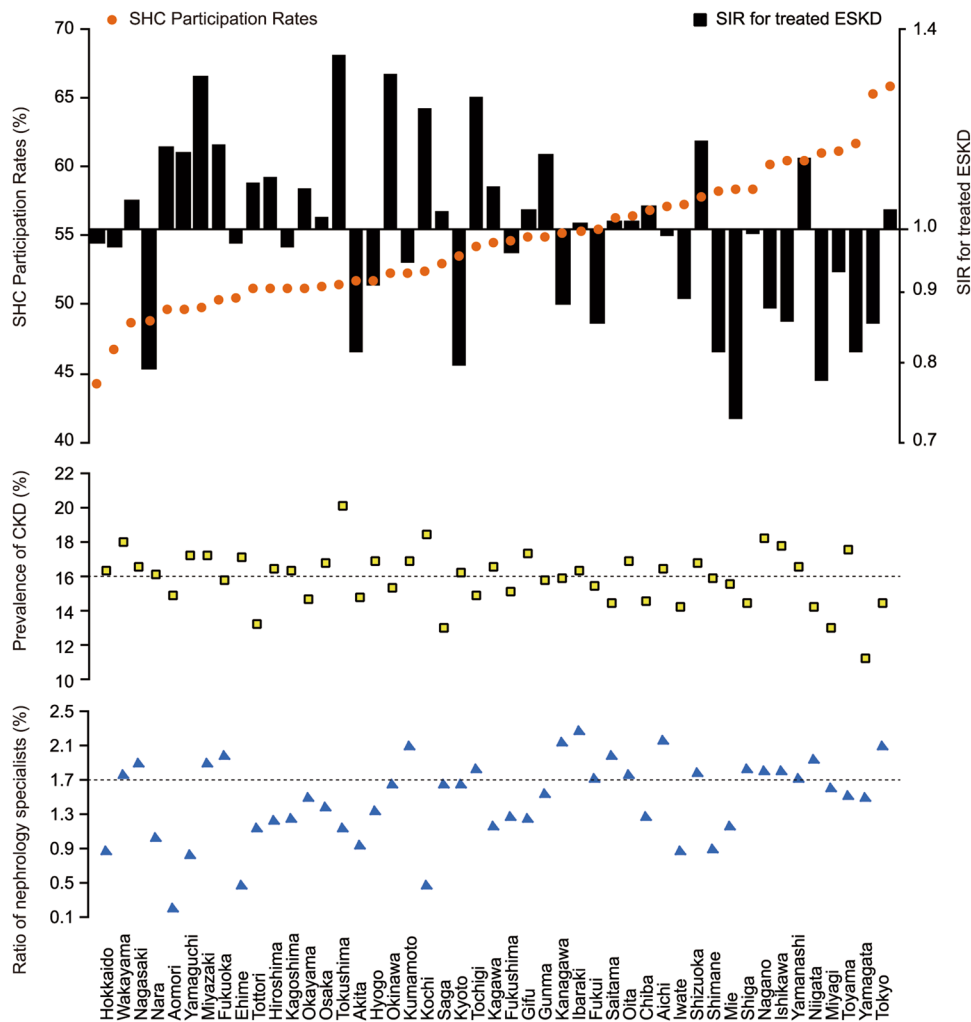 SHC Participation Rates
SIR for treated ESKD
SHC Participation Rates (%)
70
65
60
55
50
45
40
1.4
1.0
0.9
0.8
0.7
SIR for treated ESKD
Prevalence of CKD (%)
22
20
18
16
14
12
10
Ratio of nephrology specialists (%)
2.5
2.1
1.7
1.3
0.9
0.5
0.1
Hokkaido
Wakayama
Nagasaki
Nara
Aomori
Yamaguchi
Miyazaki
Fukuoka
Ehime
Tottori
Hiroshima
Kagoshima
Okayama
Osaka
Tokushima
Akita
Hyogo
Okinawa
Kumamoto
Kochi
Saga
Kyoto
Tochigi
Kagawa
Fukushima
Gifu
Gunma
Kanagawa
Ibaraki
Fukui
Saitama
Oita
Chiba
Aichi
Iwate
Shizuoka
Shimane
Mie
Shiga
Nagano
Ishikawa
Yamanashi
Niigata
Miyagi
Toyama
Yamagata
Tokyo